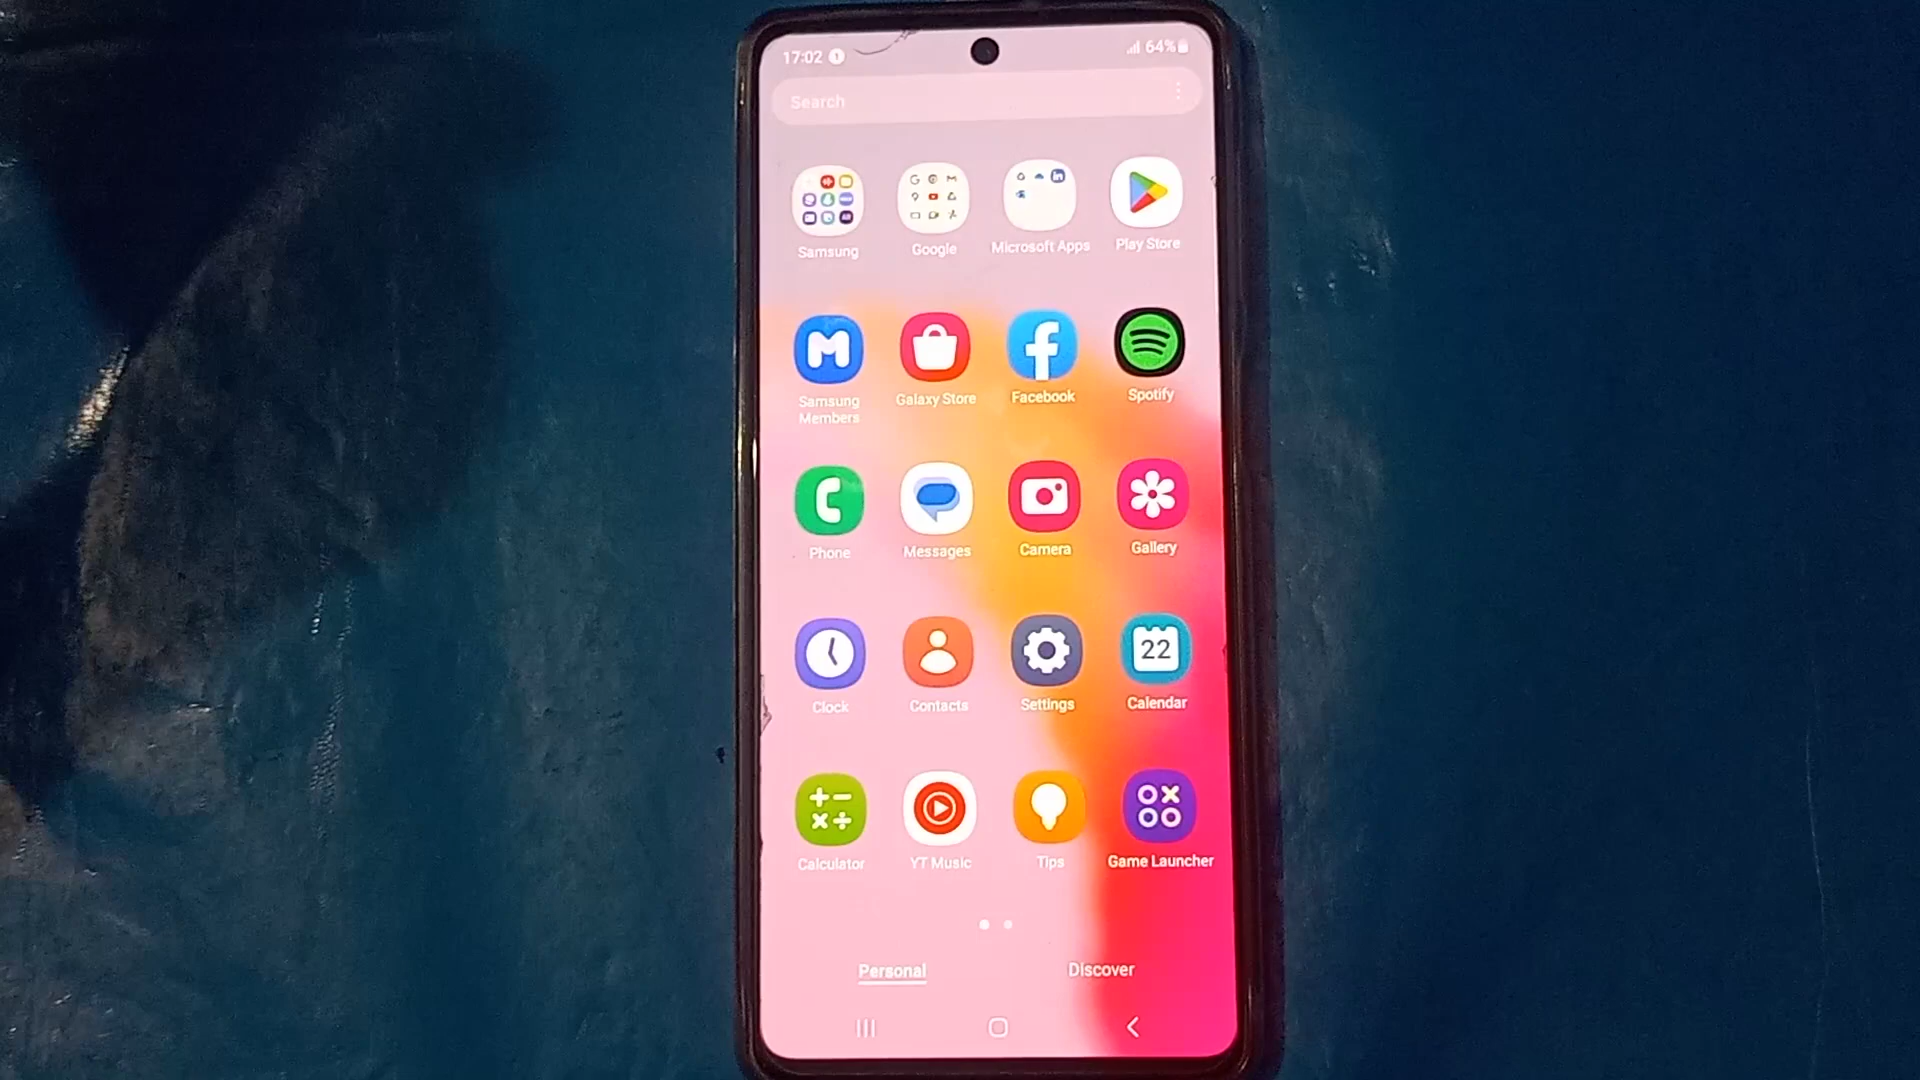 17:02
64%
Search
Samsung
Google
Microsoft Apps
Play Store
Samsung
Members
Galaxy Store
Facebook
Spotify
Phone
Messages
Camera
Gallery
22
Clock
Contacts
Settings
Calendar
Calculator
YT Music
Tips
Game Launcher
Personal
Discover